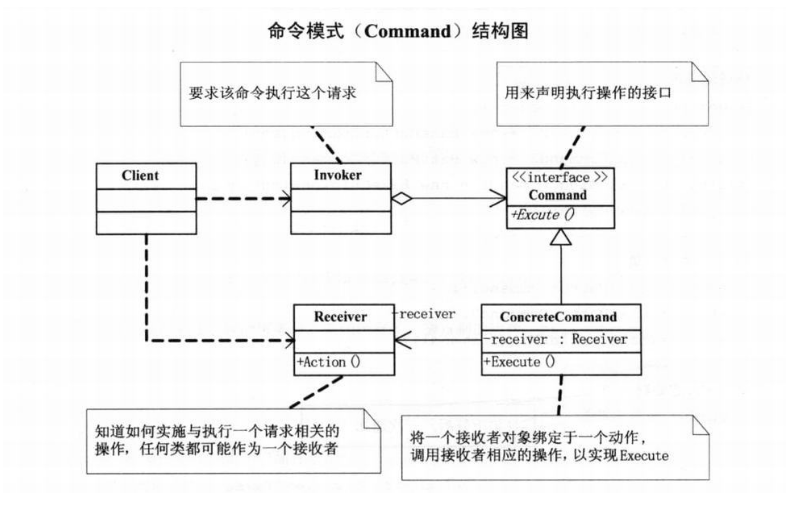 命令模式（Command）结构图
要求该命令执行这个请求
用来声明执行操作的接口
Client
Invoker
<<interface>>
Command
+Excute()
Receiver
+Action()
-receiver
ConcreteCommand
-receiver : Receiver
+Execute()
知道如何实施与执行一个请求相关的
操作，任何类都可能作为一个接收者
将一个接收者对象绑定于一个动作，
调用接收者相应的操作，以实现Execute